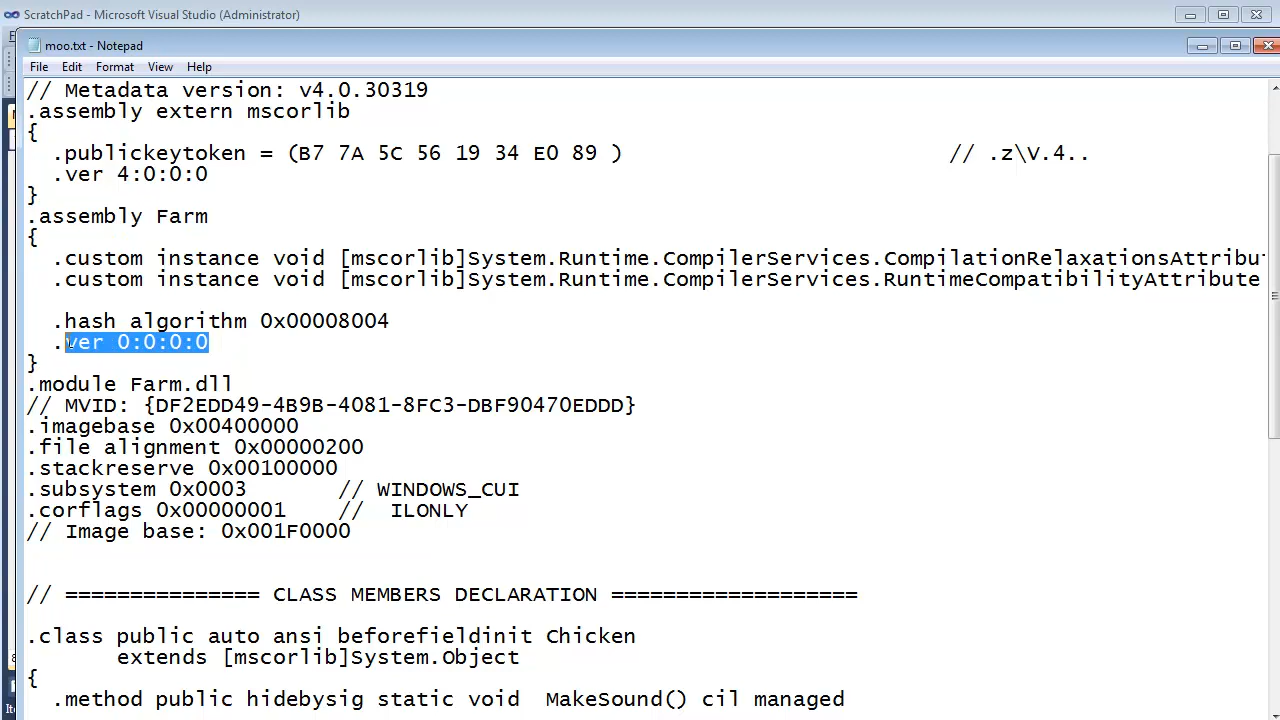 ScratchPad - Microsoft Visual Studio (Administrator)
moo.txt - Notepad
File Edit Format View Help
// Metadata version: v4.0.30319
.assembly extern mscorlib
{
.publickeytoken = (B7 7A 5C 56 19 34 E0 89 ) // .z\V.4..
.ver 4:0:0:0
}
.assembly Farm
{
.custom instance void [mscorlib]System.Runtime.CompilerServices.CompilationRelaxationsAttribu
.custom instance void [mscorlib]System.Runtime.CompilerServices.RuntimeCompatibilityAttribute
.hash algorithm 0x00008004
.ver 0:0:0:0
}
.module Farm.dll
// MVID: {DF2EDD49-4B9B-4081-8FC3-DBF90470EDDD}
.imagebase 0x00400000
.file alignment 0x00000200
.stackreserve 0x00100000
.subsystem 0x0003 // WINDOWS_CUI
.corflags 0x00000001 // ILONLY
// Image base: 0x001F0000
// =============== CLASS MEMBERS DECLARATION ===================
.class public auto ansi beforefieldinit Chicken
extends [mscorlib]System.Object
{
.method public hidebysig static void MakeSound() cil managed